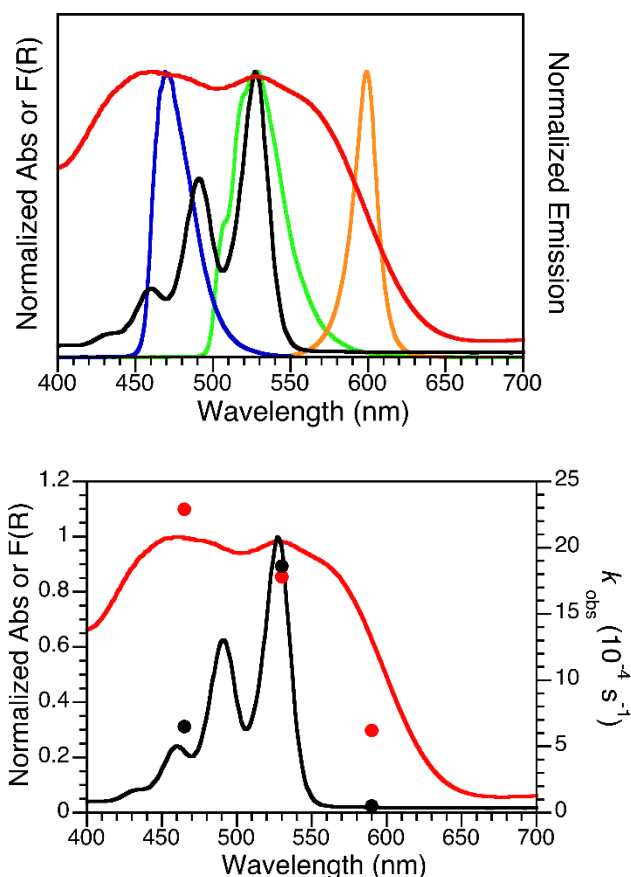 Normalized Abs or F(R)
Normalized Emission
400 450 500 550 600 650 700
Wavelength (nm)
Normalized Abs or F(R)
1.2
1
0.8
0.6
0.4
0.2
0
25
20
15
10
5
0
k obs (10-4 s-1)
400 450 500 550 600 650 700
Wavelength (nm)